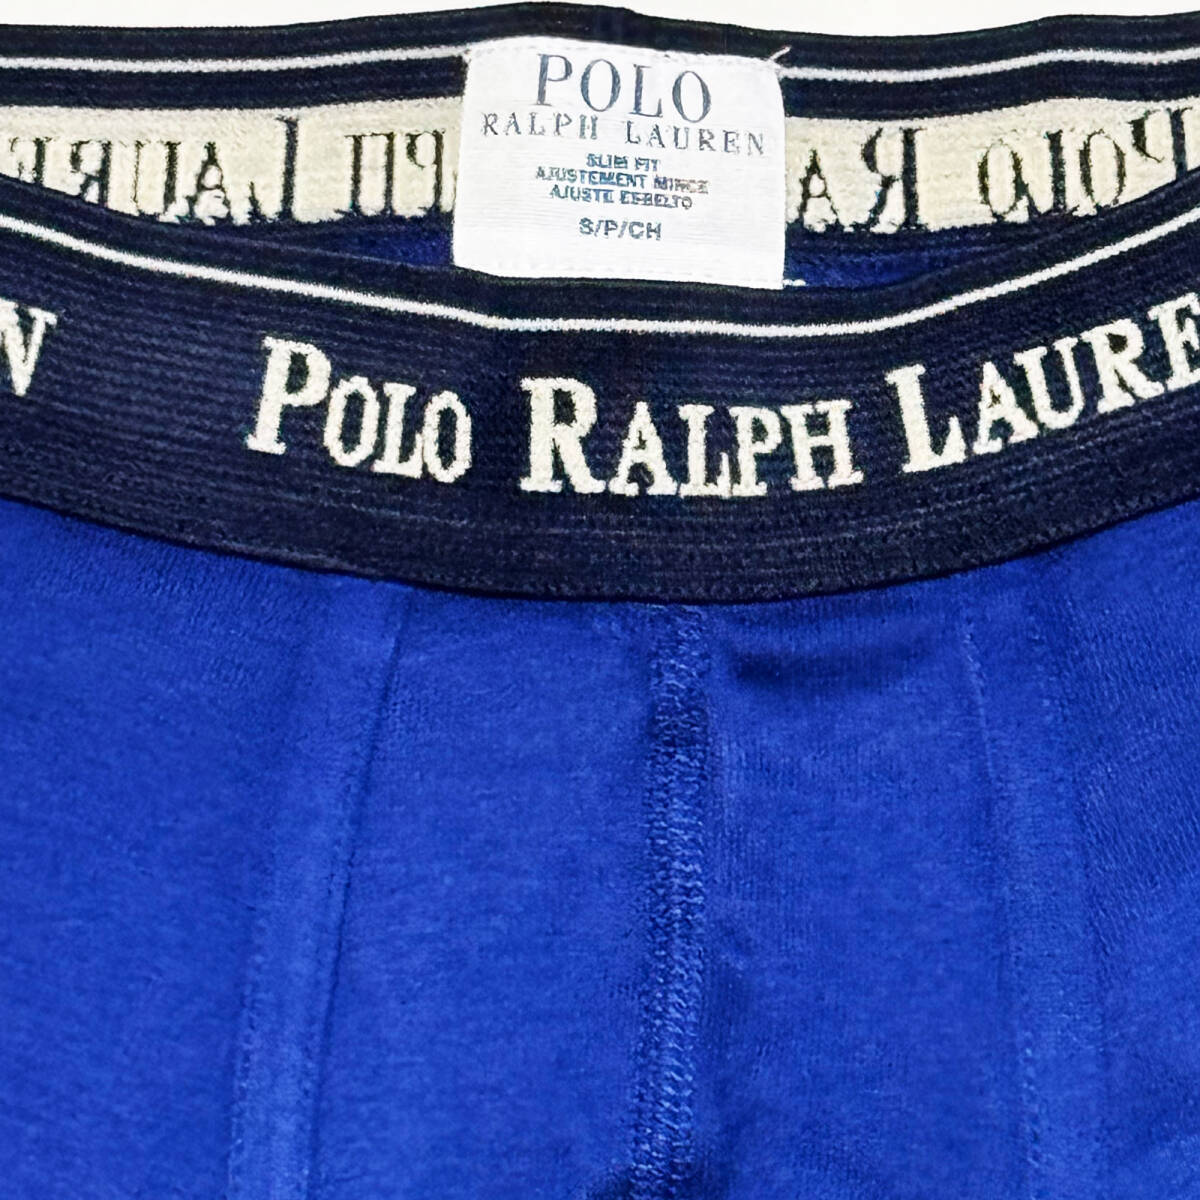 POLO
RALPH LAUREN
SLIM FIT
AJUSTEMENT MINCE
AJUSTE ESBELTO
S/P/CH
N POLO RALPH LAURE